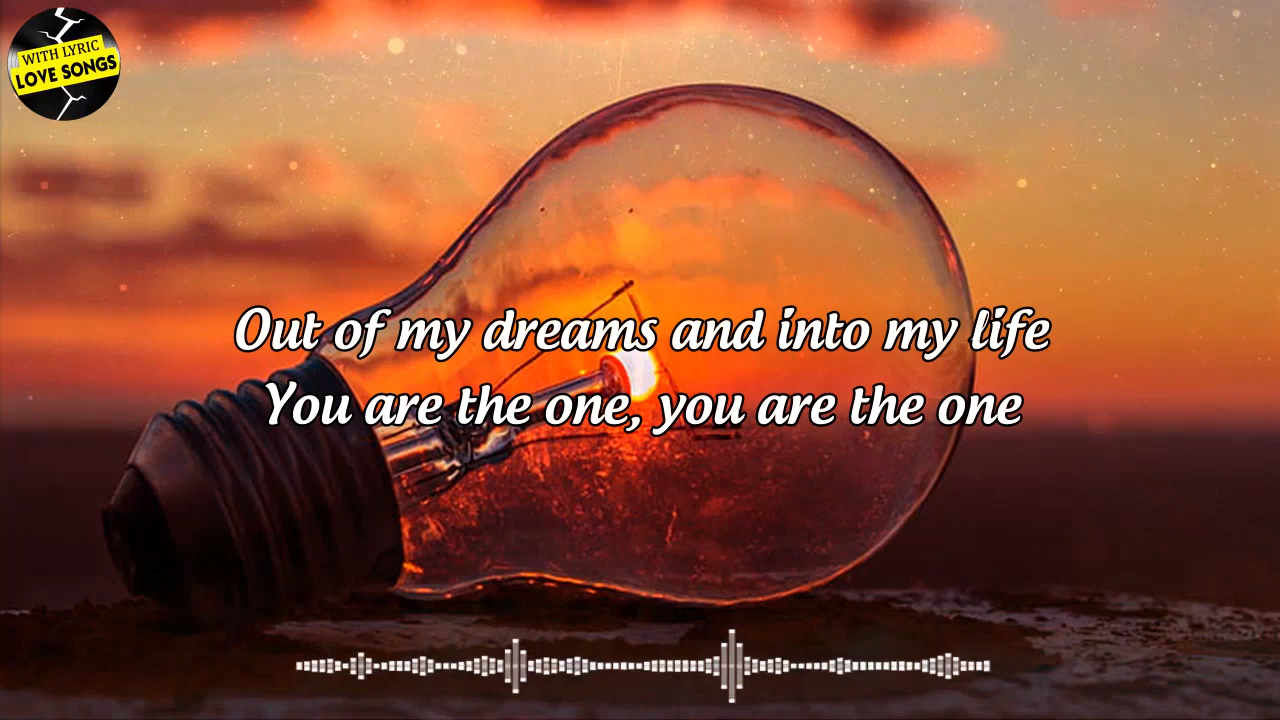 WITH LYRIC
LOVE SONGS
Out of my dreams and into my life
You are the one, you are the one